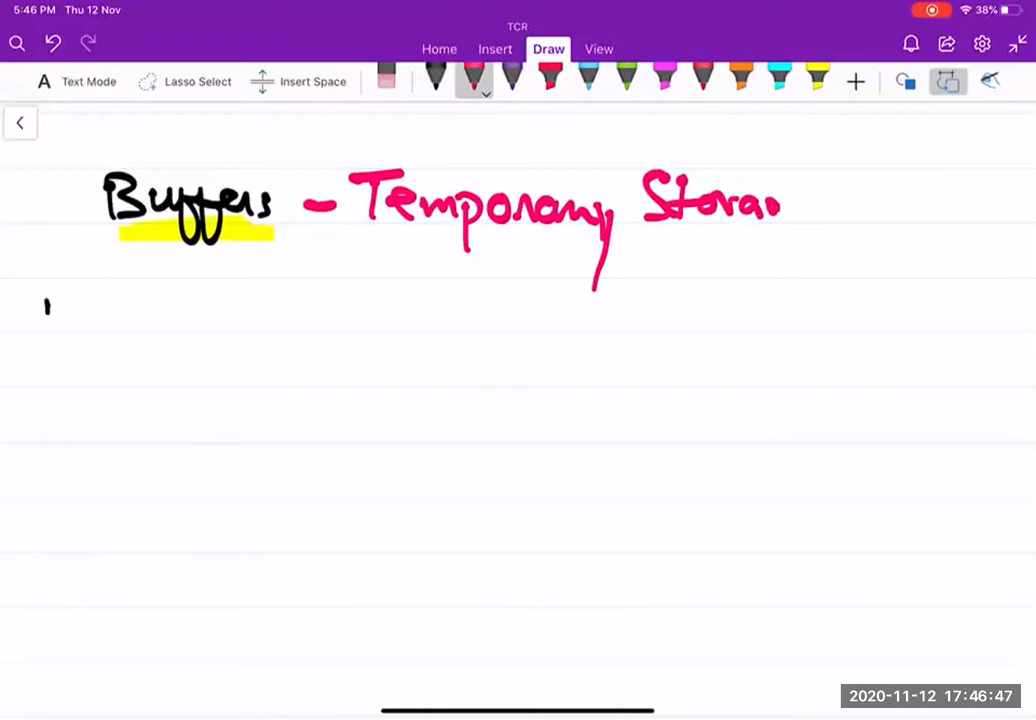 5:46 PM Thu 12 Nov
38%
TCR
Home Insert Draw View
A Text Mode Lasso Select Insert Space
Buffers - Temporary
2020-11-12 17:46:47